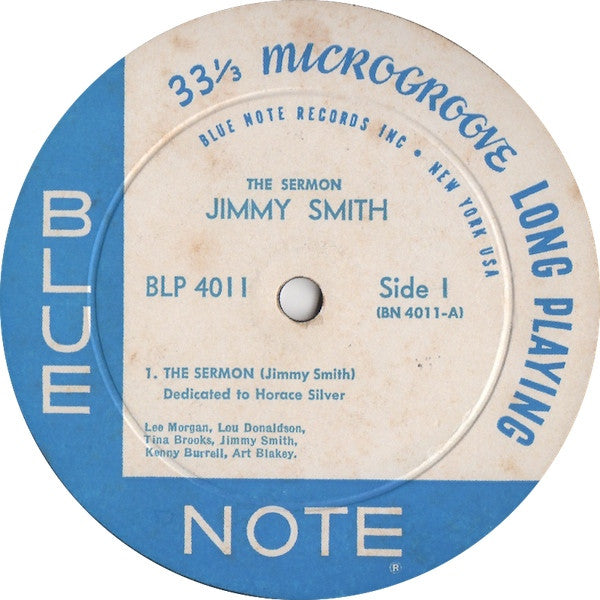 33⅓ MICROGROOVE LONG PLAYING
BLUE NOTE RECORDS INC • NEW YORK USA
THE SERMON
JIMMY SMITH
BLP 4011
Side 1
(BN 4011-A)
1. THE SERMON (Jimmy Smith)
Dedicated to Horace Silver
Lee Morgan, Lou Donaldson,
Tina Brooks, Jimmy Smith,
Kenny Burrell, Art Blakey.
BLUE
NOTE
®